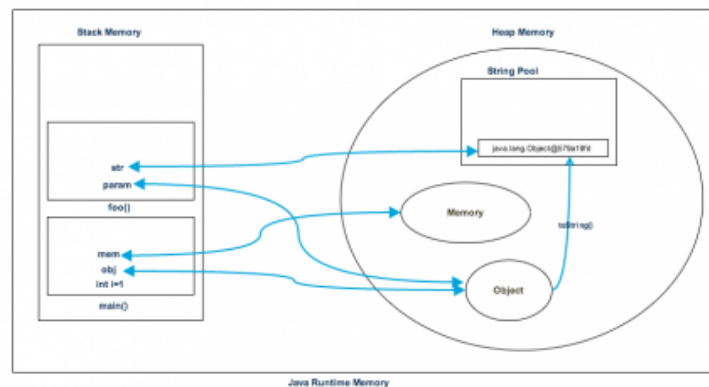 Stack Memory
Heap Memory
String Pool
java.lang.Object@579a19fd
str
param
foo()
Memory
toString()
mem
obj
int i=1
main()
Object
Java Runtime Memory